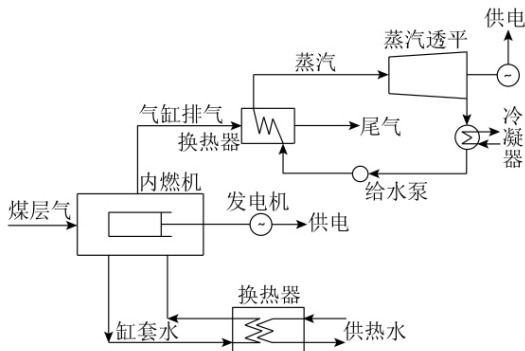 供电
蒸汽透平
~
蒸汽
气缸排气
换热器
尾气
冷凝器
给水泵
内燃机
煤层气
发电机
~
供电
换热器
缸套水
供热水